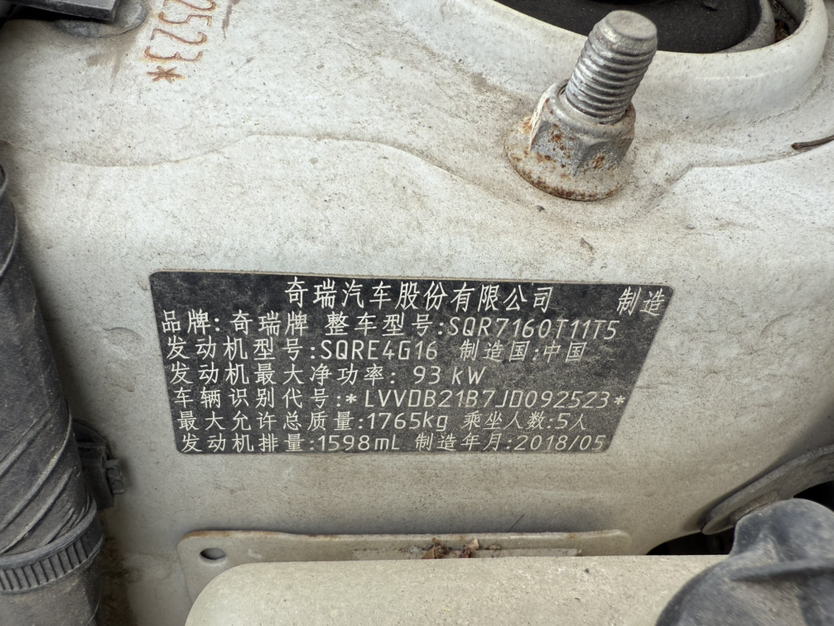 2523*
奇瑞汽车股份有限公司 制造
品牌: 奇瑞牌 整车型号:SQR7160T11T5
发动机型号:SQRE4G16 制造国:中国
发动机最大净功率: 93 kW
车辆识别代号:*LVVDB21B7JD092523*
最大允许总质量:1765kg 乘坐人数:5人
发动机排量:1598mL 制造年月:2018/05